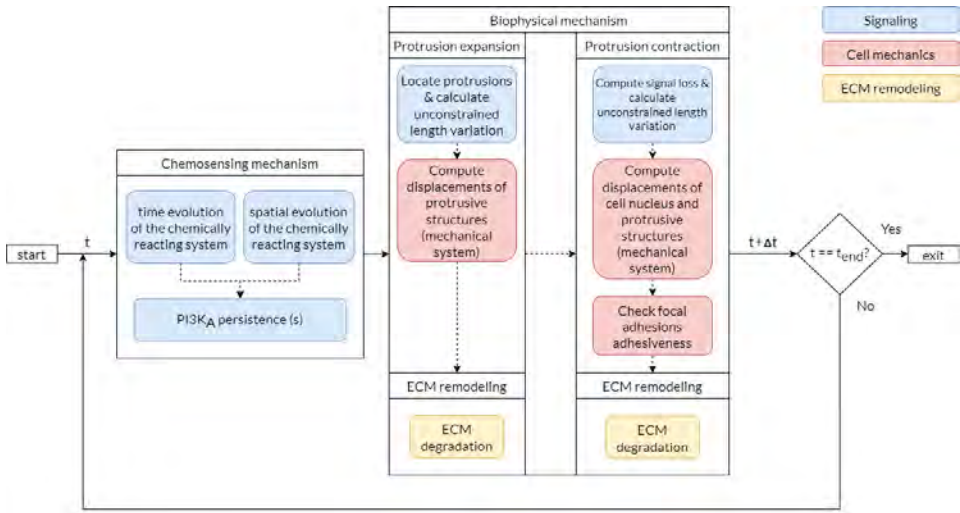 Biophysical mechanism
Signaling
Cell mechanics
ECM remodeling
Protrusion expansion
Locate protrusions
& calculate
unconstrained
length variation
Compute
displacements of
protrusive
structures
(mechanical
system)
ECM remodeling
ECM
degradation
Protrusion contraction
Compute signal loss &
calculate
unconstrained length
variation
Compute
displacements of
cell nucleus and
protrusive
structures
(mechanical
system)
Check focal
adhesions
adhesiveness
ECM remodeling
ECM
degradation
Chemosensing mechanism
time evolution
of the chemically
reacting system
spatial evolution
of the chemically
reacting system
PI3KA persistence (s)
start
t
t+Δt
t == tend?
Yes
exit
No